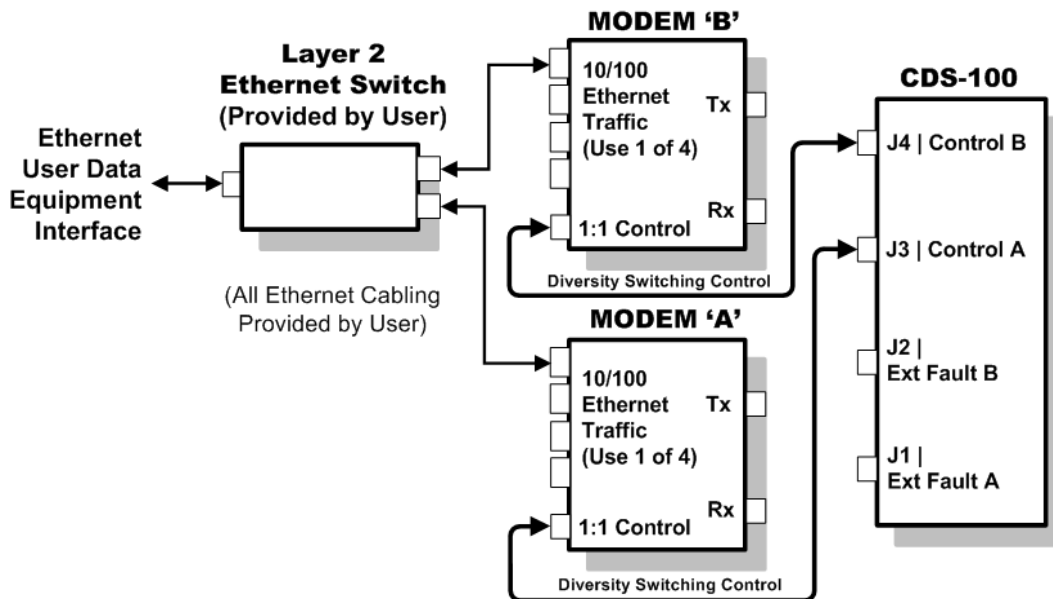 MODEM ‘B’
Layer 2
Ethernet Switch
(Provided by User)
Ethernet
User Data
Equipment
Interface
(All Ethernet Cabling
Provided by User)
10/100
Ethernet
Traffic
(Use 1 of 4)
Tx
Rx
1:1 Control
Diversity Switching Control
MODEM ‘A’
10/100
Ethernet
Traffic
(Use 1 of 4)
Tx
Rx
1:1 Control
Diversity Switching Control
CDS-100
J4 | Control B
J3 | Control A
J2 |
Ext Fault B
J1 |
Ext Fault A